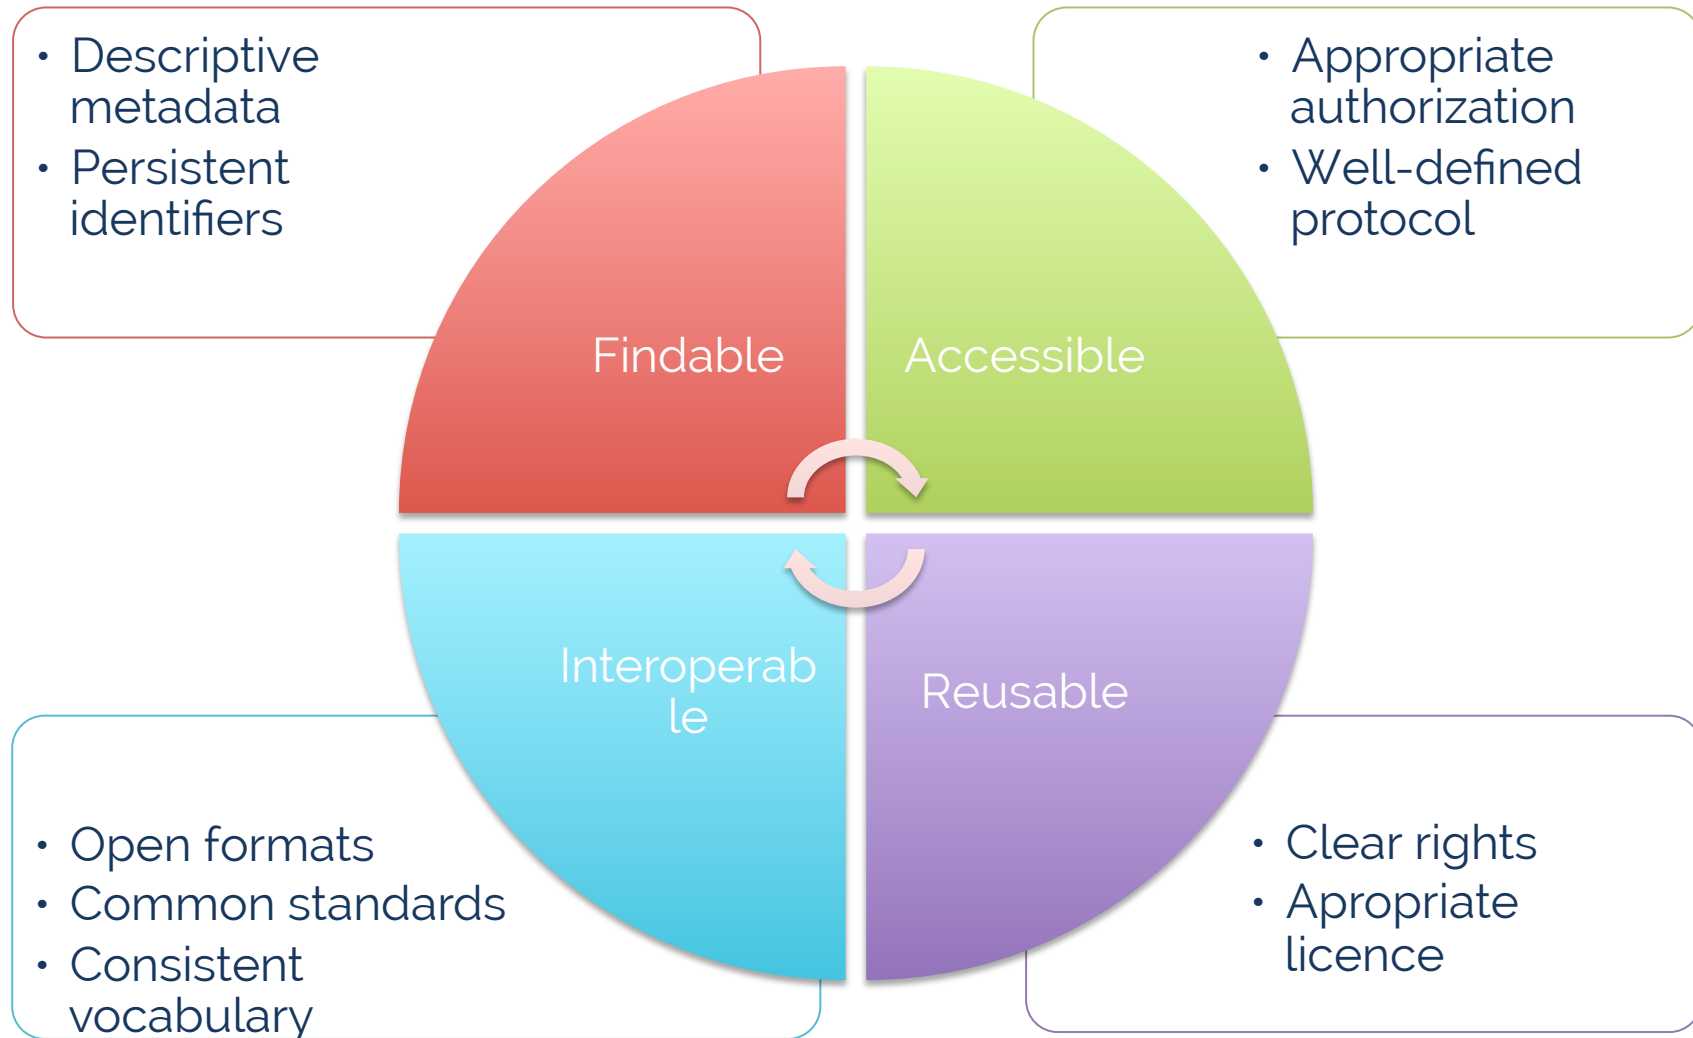 • Descriptive
metadata
• Persistent
identifiers
• Appropriate
authorization
• Well-defined
protocol
Findable
Accessible
Interoperab
le
Reusable
• Open formats
• Common standards
• Consistent
vocabulary
• Clear rights
• Apropriate
licence